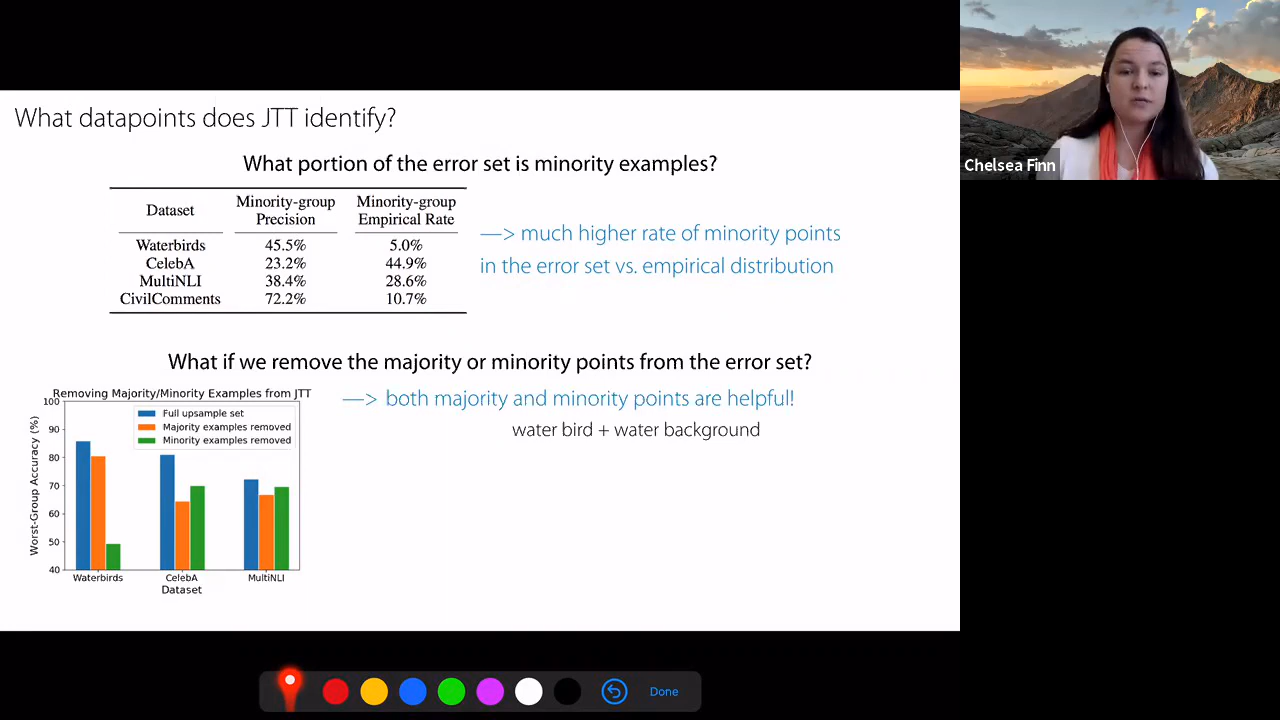 What datapoints does JTT identify?
Chelsea Finn
What portion of the error set is minority examples?
Dataset
Minority-group Precision
Minority-group Empirical Rate
Waterbirds 45.5% 5.0%
CelebA 23.2% 44.9%
MultiNLI 38.4% 28.6%
CivilComments 72.2% 10.7%
—> much higher rate of minority points
in the error set vs. empirical distribution
What if we remove the majority or minority points from the error set?
Removing Majority/Minority Examples from JTT
Full upsample set
Majority examples removed
Minority examples removed
Worst-Group Accuracy (%)
100
90
80
70
60
50
40
Waterbirds CelebA MultiNLI
Dataset
—> both majority and minority points are helpful!
water bird + water background
Done